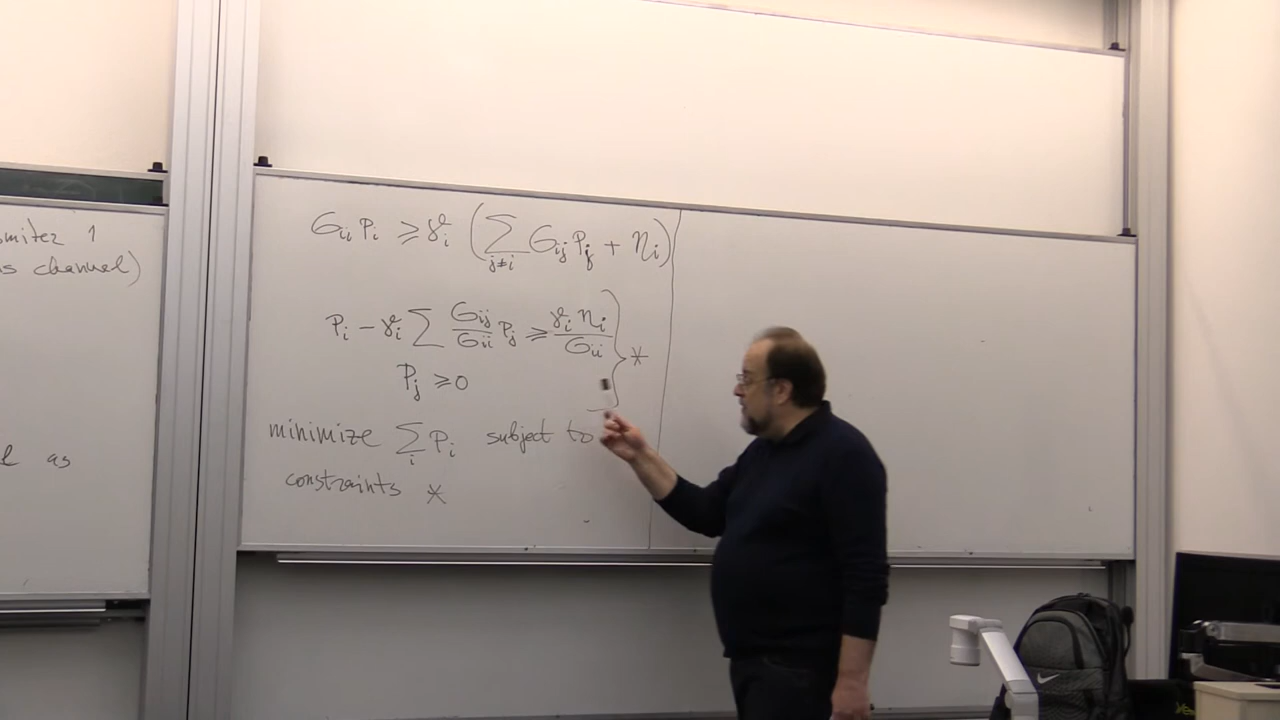 smitez 1
s channel)
l as
G_ii P_i ≥ γ_i (∑_{j≠i} G_ij P_j + η_i)
P_i − γ_i ∑ G_ij/G_ii P_j ≥ γ_i η_i/G_ii } *
P_j ≥ 0
minimize ∑_i P_i subject to
constraints *